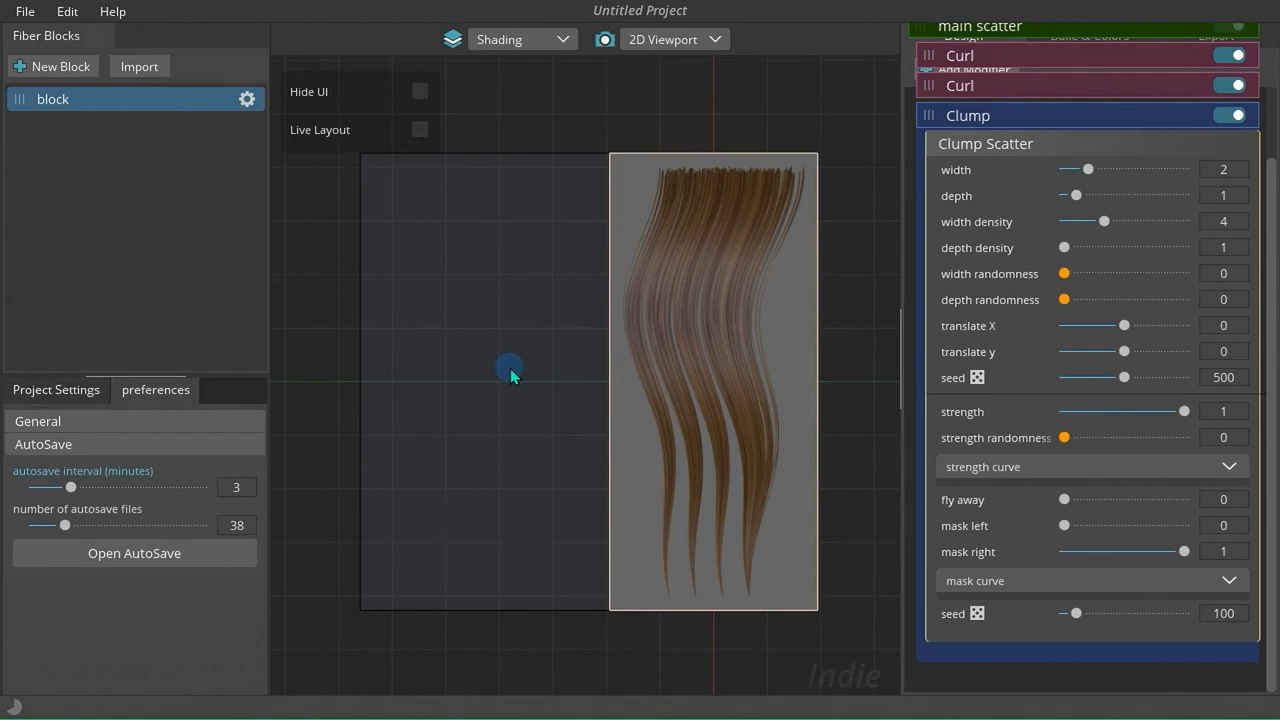 File Edit Help
Untitled Project
Fiber Blocks
New Block Import
block
Shading
2D Viewport
Hide UI
Live Layout
Project Settings preferences
General
AutoSave
autosave interval (minutes)
3
number of autosave files
38
Open AutoSave
Indie
main scatter
Curl
Add Modifier
Curl
Clump
Clump Scatter
width 2
depth 1
width density 4
depth density 1
width randomness 0
depth randomness 0
translate X 0
translate y 0
seed 500
strength 1
strength randomness 0
strength curve
fly away 0
mask left 0
mask right 1
mask curve
seed 100